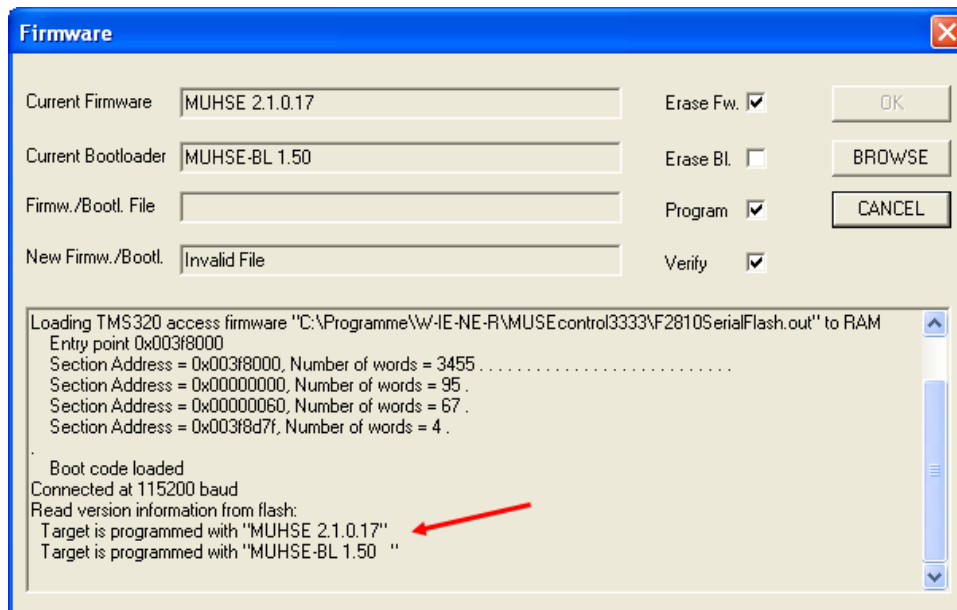 Firmware
Current Firmware MUHSE 2.1.0.17 Erase Fw. OK
Current Bootloader MUHSE-BL 1.50 Erase Bl. BROWSE
Firmw./Bootl. File Program CANCEL
New Firmw./Bootl. Invalid File Verify
Loading TMS320 access firmware "C:\Programme\W-IE-NE-R\MUSEcontrol3333\F2810SerialFlash.out" to RAM
Entry point 0x003f8000
Section Address = 0x003f8000, Number of words = 3455 . . . . . . . . . . . . . . . . . . . . . . . . . . .
Section Address = 0x00000000, Number of words = 95 .
Section Address = 0x00000060, Number of words = 67 .
Section Address = 0x003f8d7f, Number of words = 4 .
.
Boot code loaded
Connected at 115200 baud
Read version information from flash:
Target is programmed with "MUHSE 2.1.0.17"
Target is programmed with "MUHSE-BL 1.50   "